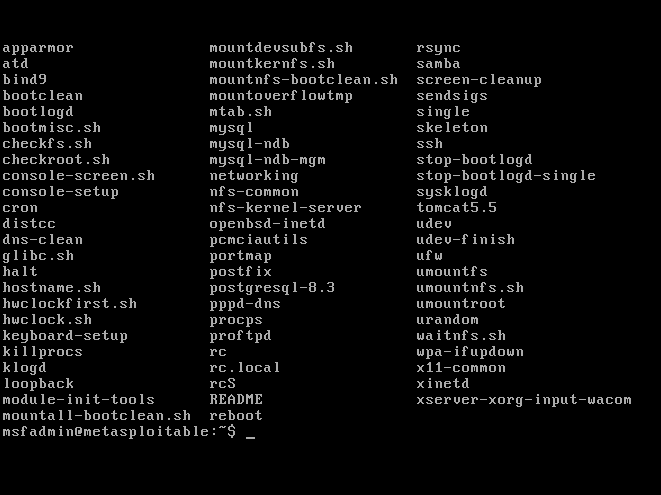 apparmor mountdevsubfs.sh rsync
atd mountkernfs.sh samba
bind9 mountnfs-bootclean.sh screen-cleanup
bootclean mountoverflowtmp sendsigs
bootlogd mtab.sh single
bootmisc.sh mysql skeleton
checkfs.sh mysql-ndb ssh
checkroot.sh mysql-ndb-mgm stop-bootlogd
console-screen.sh networking stop-bootlogd-single
console-setup nfs-common sysklogd
cron nfs-kernel-server tomcat5.5
distcc openbsd-inetd udev
dns-clean pcmciautils udev-finish
glibc.sh portmap ufw
halt postfix umountfs
hostname.sh postgresql-8.3 umountnfs.sh
hwclockfirst.sh pppd-dns umountroot
hwclock.sh procps urandom
keyboard-setup proftpd waitnfs.sh
killprocs rc wpa-ifupdown
klogd rc.local x11-common
loopback rcS xinetd
module-init-tools README xserver-xorg-input-wacom
mountall-bootclean.sh reboot
msfadmin@metasploitable:~$ _